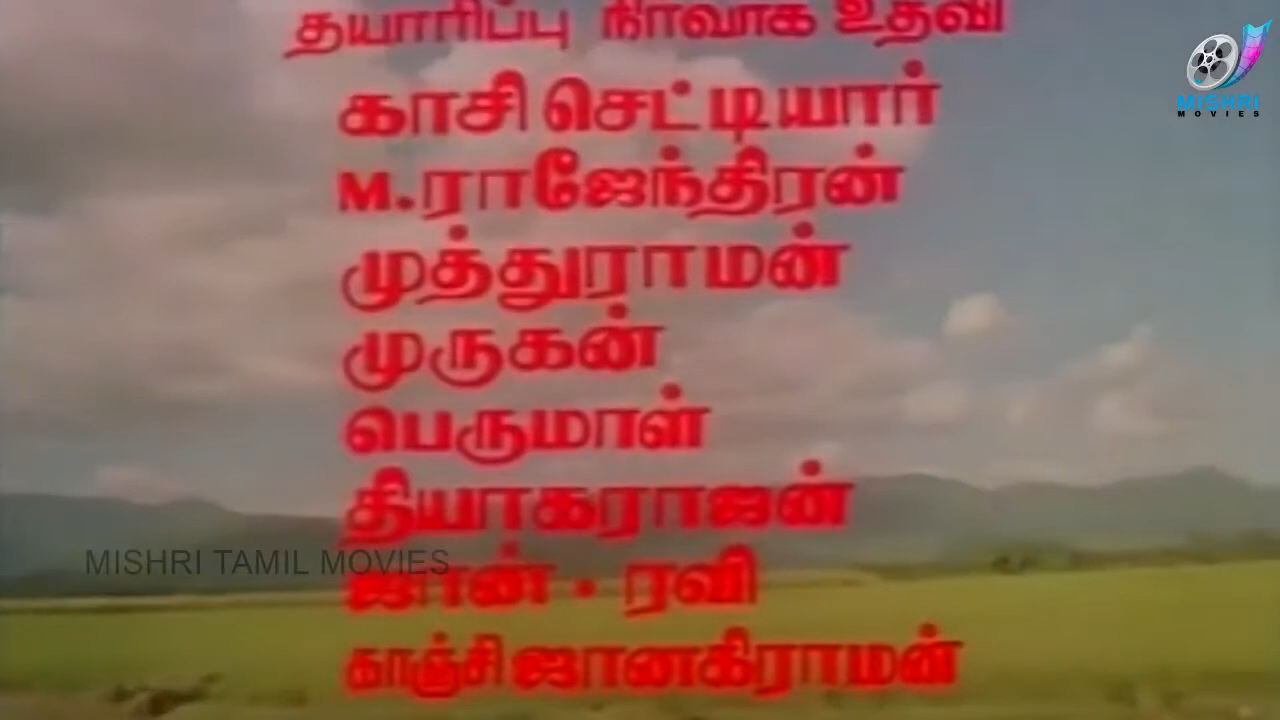 தயாரிப்பு நிர்வாக உதவி
காசி செட்டியார்
M.ராஜேந்திரன்
முத்துராமன்
முருகன்
பெருமாள்
தியாகராஜன்
ஜான் . ரவி
காஞ்சி ஜானகிராமன்
MISHRI TAMIL MOVIES
MISHRI
MOVIES